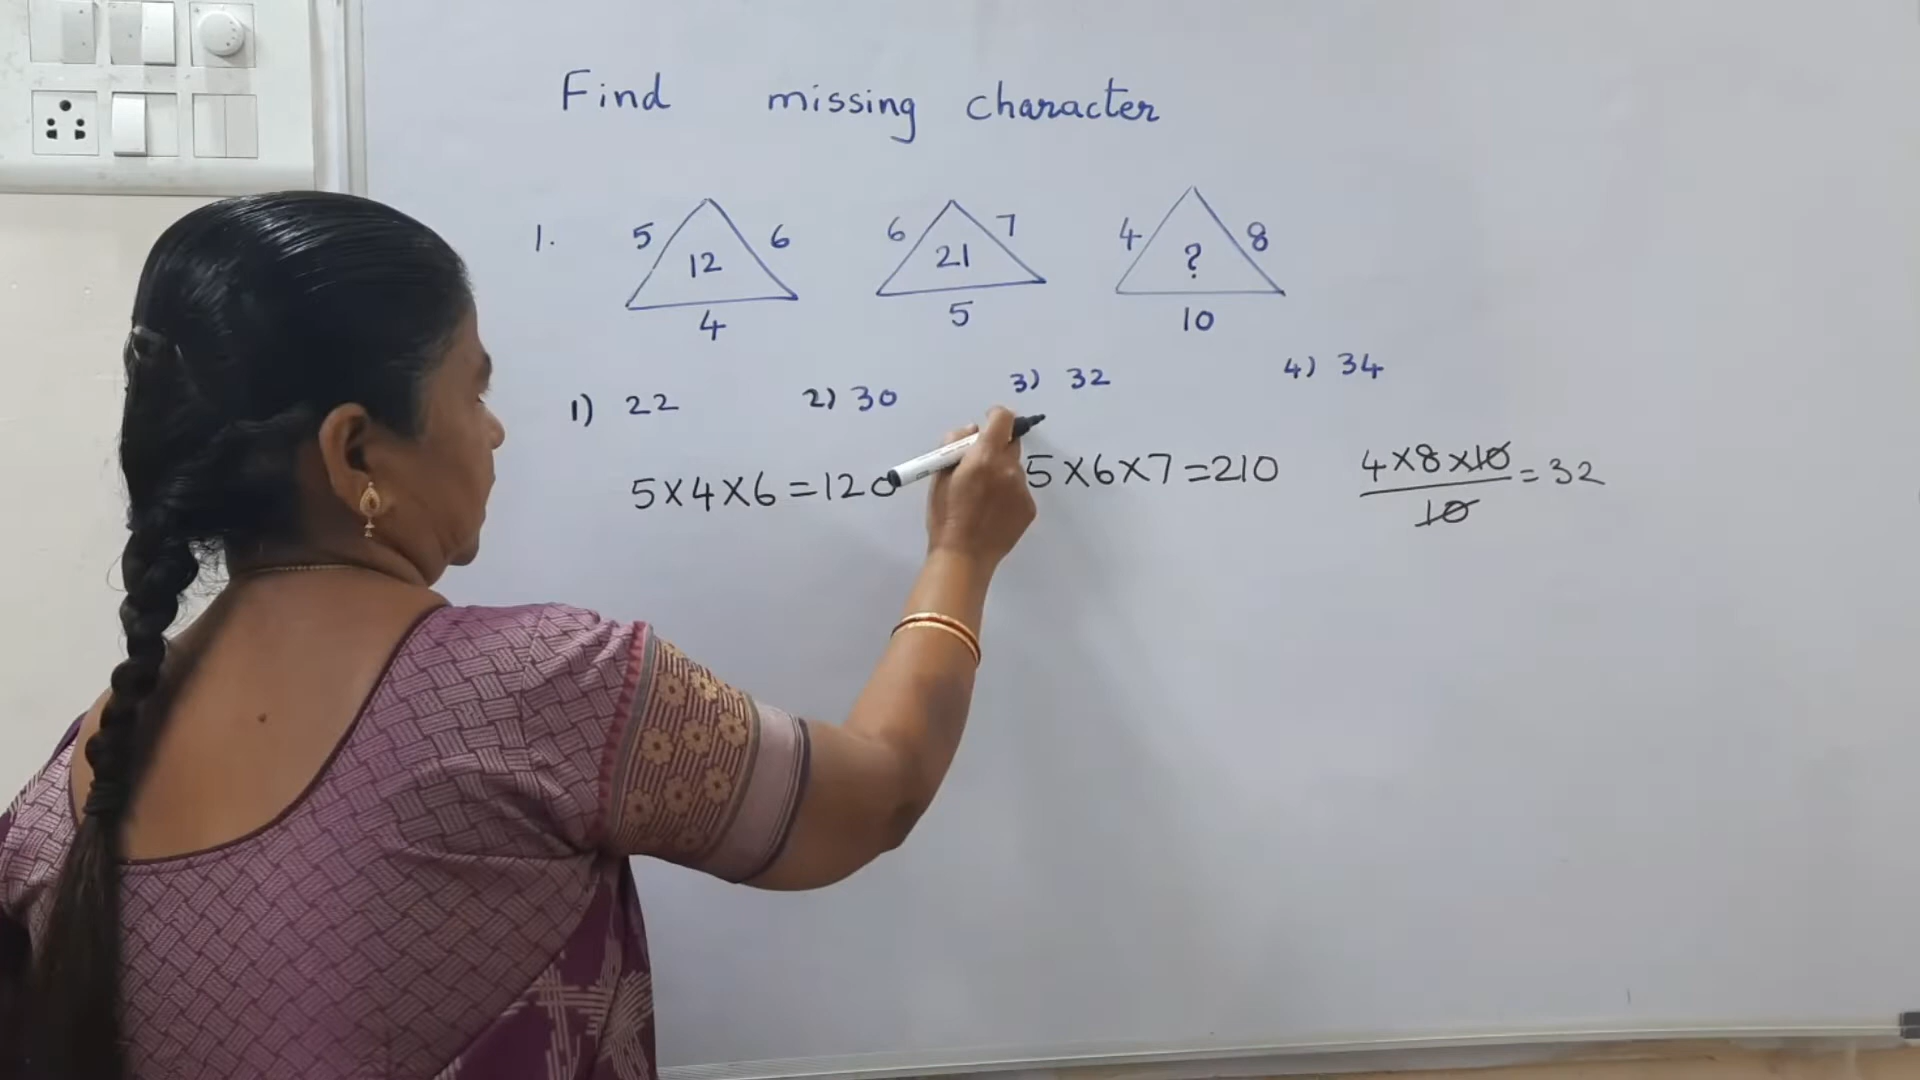 Find missing character
1. 5 12 6 4 6 21 7 5 4 ? 8 10
1) 22 2) 30 3) 32 4) 34
5×4×6=120 5×6×7=210 4×8×10 =32
10